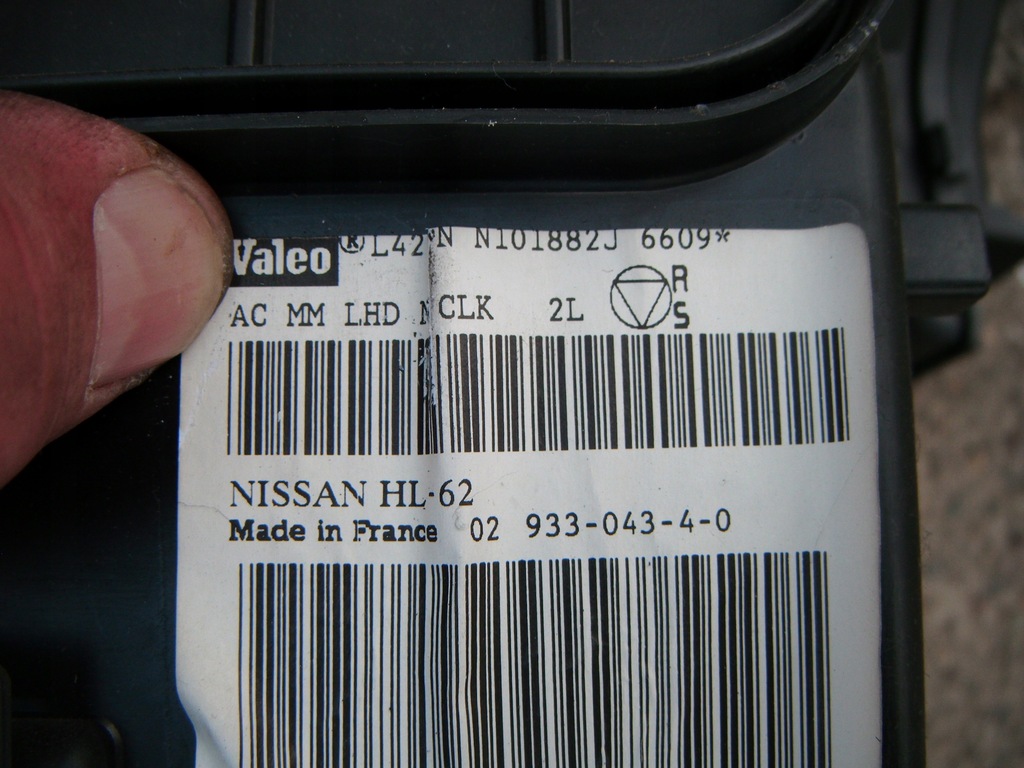 Valeo ® L42 N N101882J 6609*
AC MM LHD CLK 2L R S
NISSAN HL-62
Made in France 02 933-043-4-0